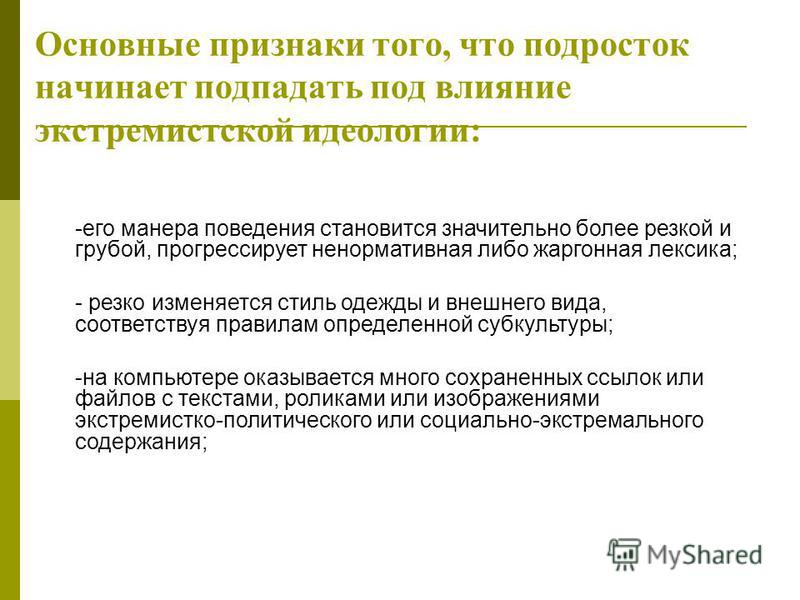 Основные признаки того, что подросток
начинает подпадать под влияние
экстремистской идеологии:
-его манера поведения становится значительно более резкой и
грубой, прогрессирует ненормативная либо жаргонная лексика;
- резко изменяется стиль одежды и внешнего вида,
соответствуя правилам определенной субкультуры;
-на компьютере оказывается много сохраненных ссылок или
файлов с текстами, роликами или изображениями
экстремистко-политического или социально-экстремального
содержания;
MyShared